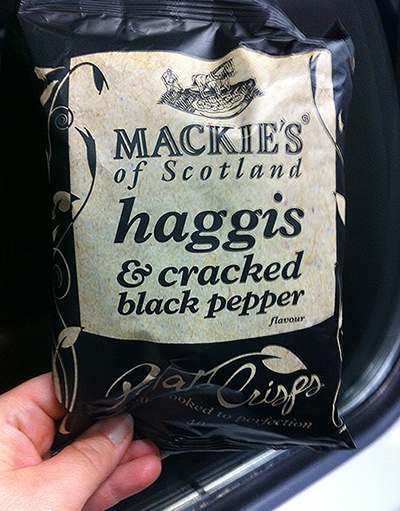 MACKIE'S
of Scotland
haggis
& cracked
black pepper
flavour
Crisps
cooked to perfection